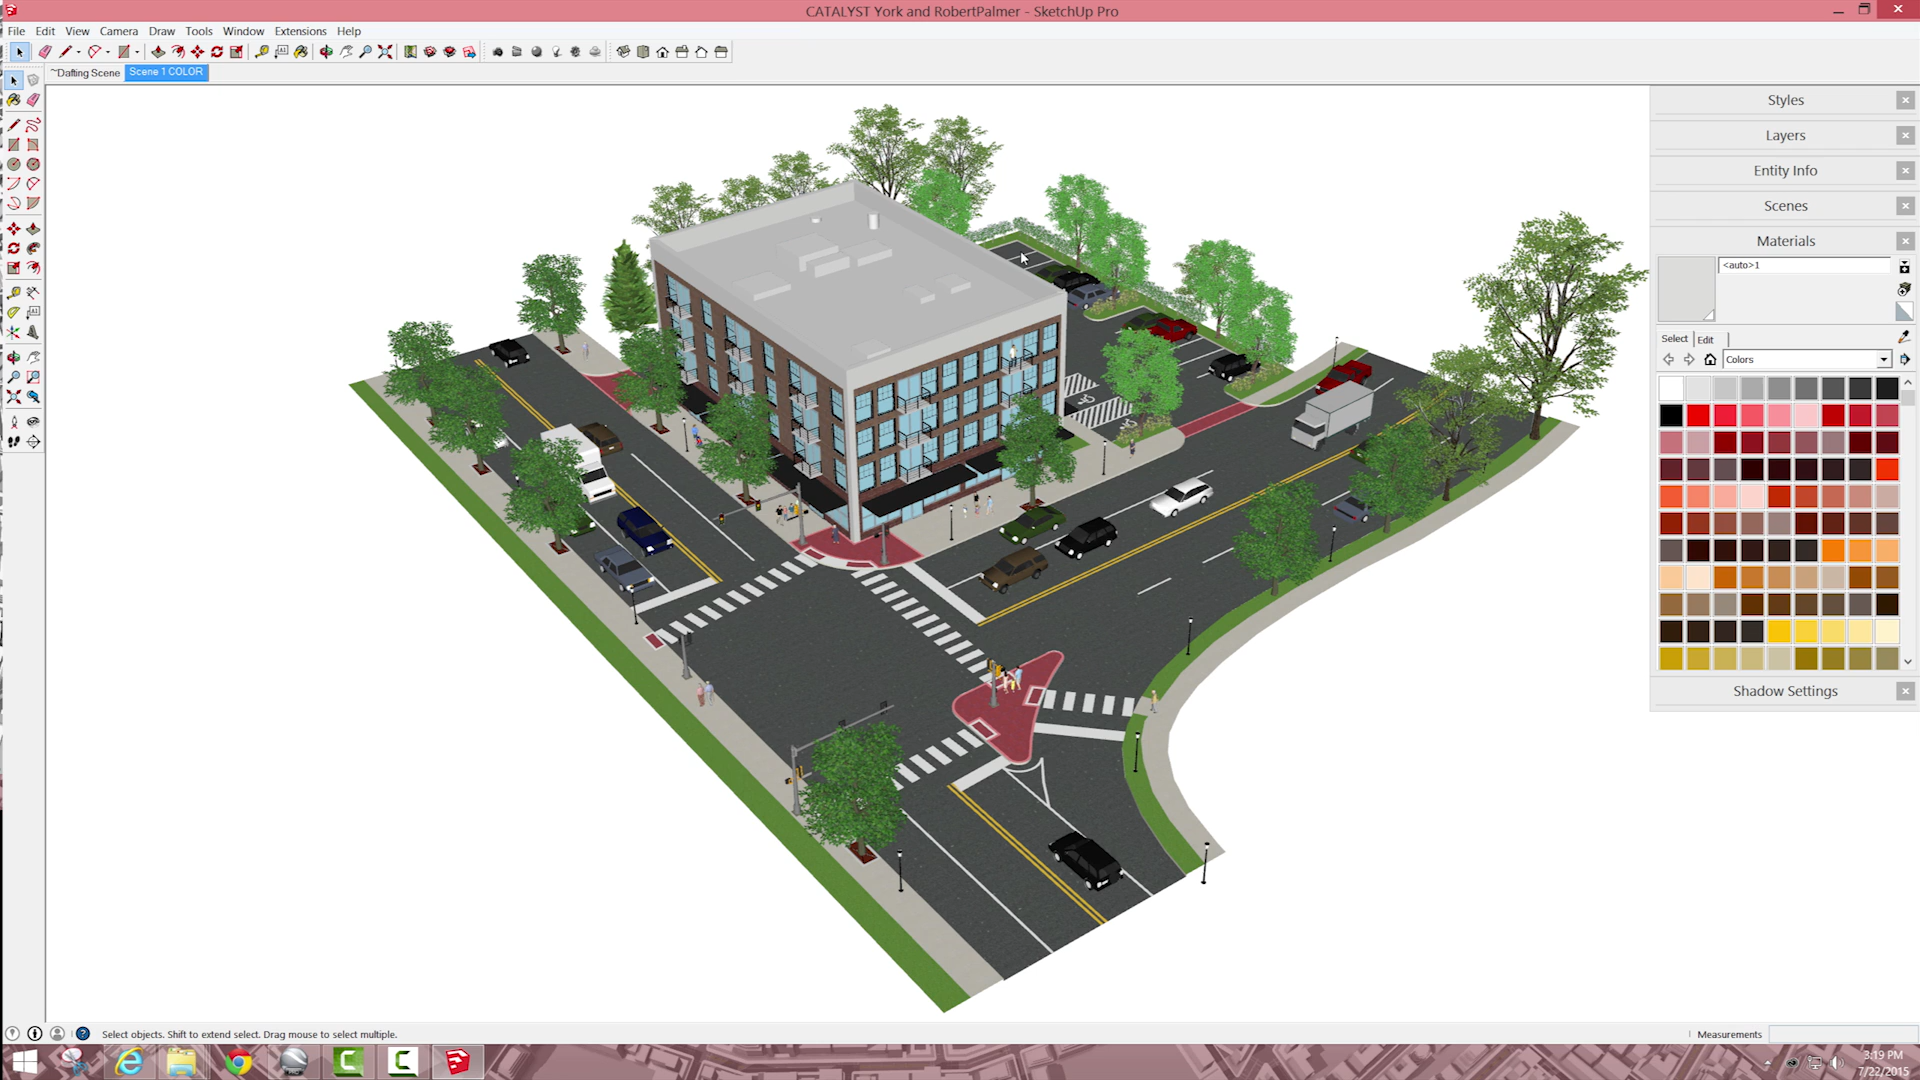 CATALYST York and RobertPalmer - SketchUp Pro
File Edit View Camera Draw Tools Window Extensions Help
~Dafting Scene Scene 1 COLOR
Styles
Layers
Entity Info
Scenes
Materials
<auto>1
Select Edit
Colors
Shadow Settings
Select objects. Shift to extend select. Drag mouse to select multiple.
Measurements
3:19 PM
7/22/2015